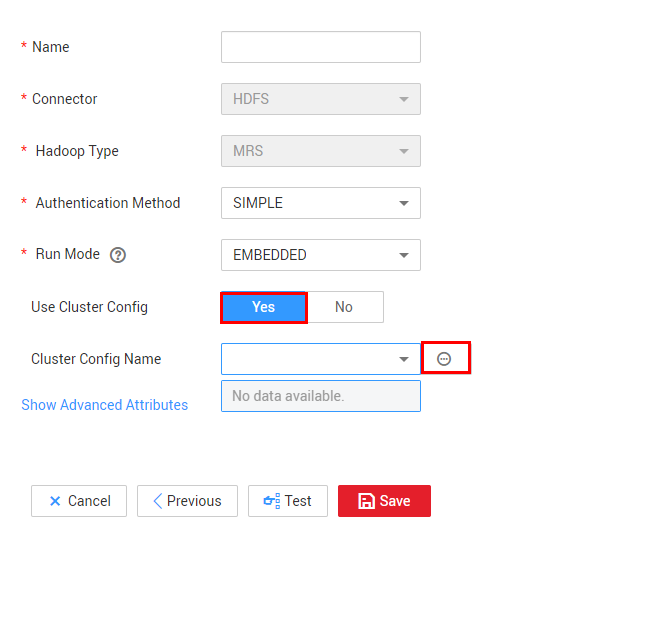 * Name
* Connector HDFS
* Hadoop Type MRS
* Authentication Method SIMPLE
* Run Mode ? EMBEDDED
Use Cluster Config Yes No
Cluster Config Name
No data available.
Show Advanced Attributes
Cancel Previous Test Save